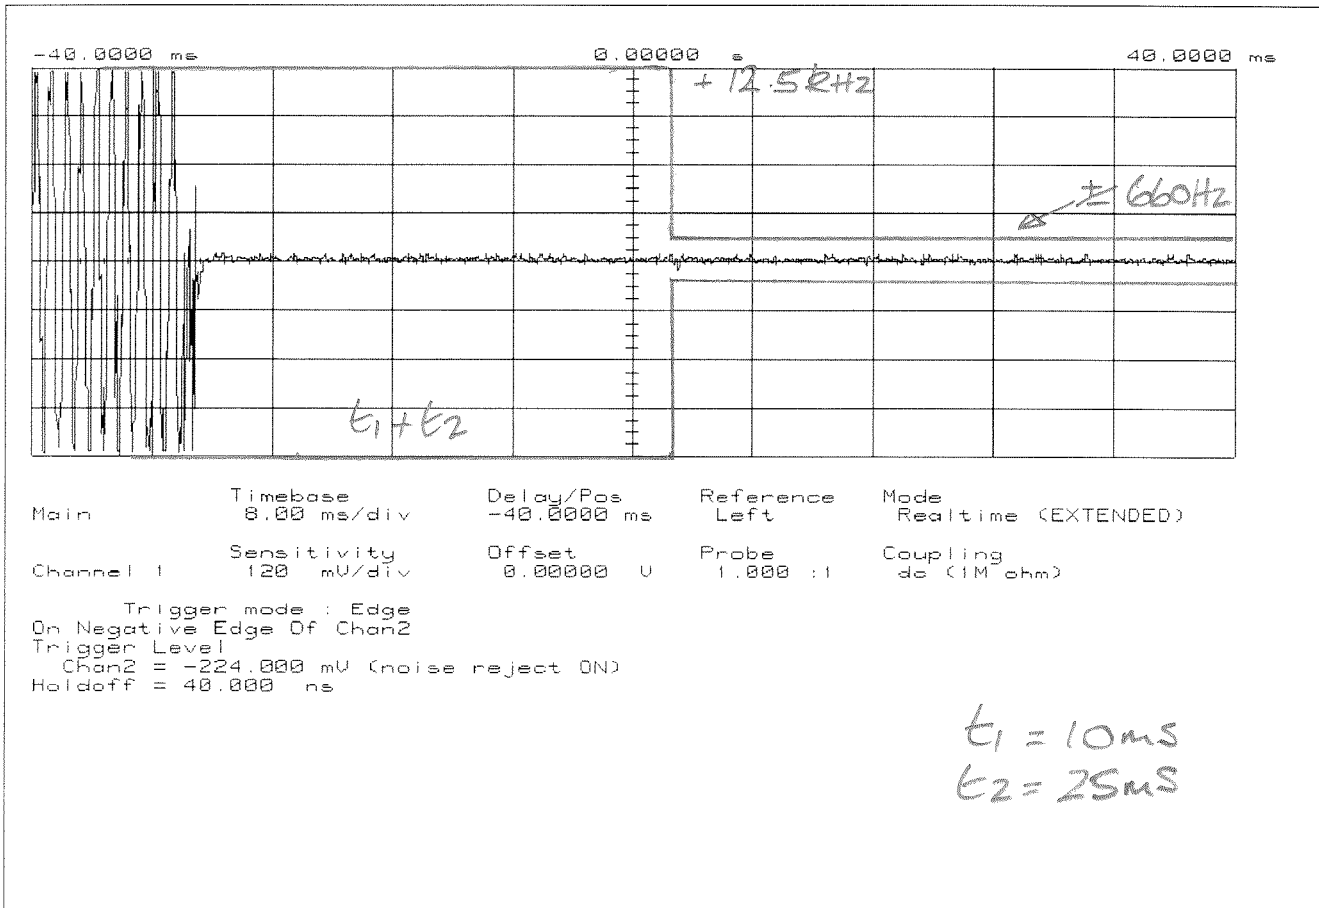 -40.0000 ms 0.00000 s 40.0000 ms
+12.5kHz
± 660Hz
t1+t2
Timebase Delay/Pos Reference Mode
Main 8.00 ms/div -40.0000 ms Left Realtime (EXTENDED)
Sensitivity Offset Probe Coupling
Channel 1 120 mV/div 0.00000 V 1.000 :1 dc (1M ohm)
Trigger mode : Edge
On Negative Edge Of Chan2
Trigger Level
Chan2 = -224.000 mV (noise reject ON)
Holdoff = 40.000 ns
t1 = 10ms
t2 = 25ms